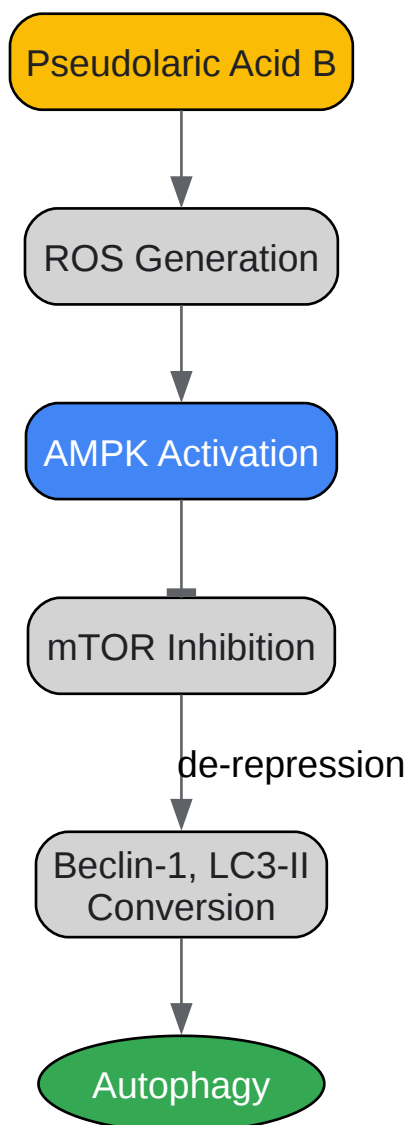 Pseudolaric Acid B
ROS Generation
AMPK Activation
mTOR Inhibition
de-repression
Beclin-1, LC3-II
Conversion
Autophagy